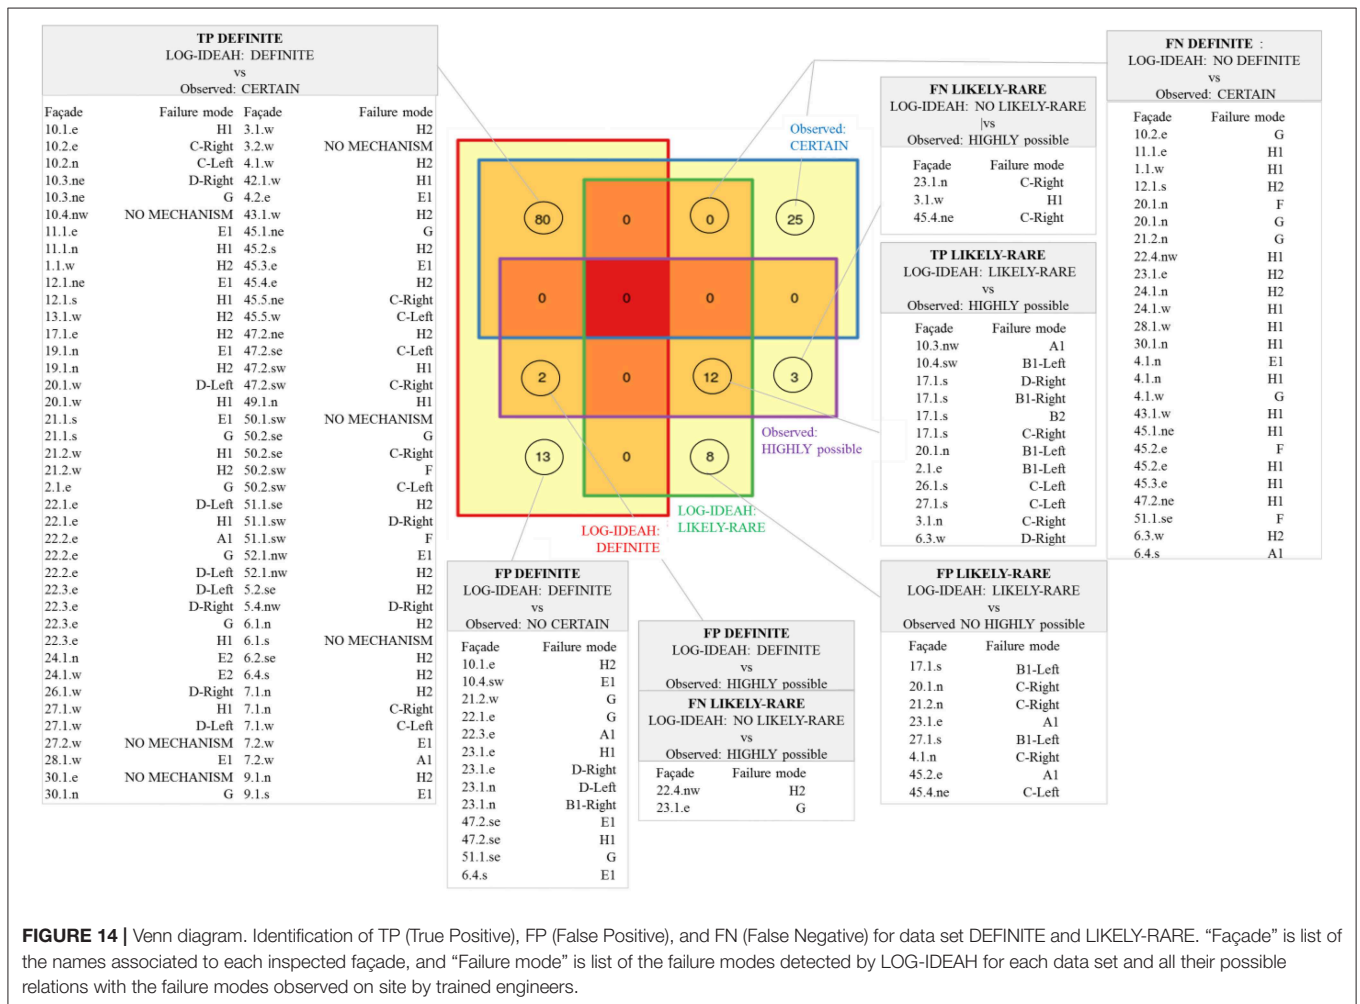 TP DEFINITE
LOG-IDEAH: DEFINITE
vs
Observed: CERTAIN
Façade Failure mode Façade Failure mode
10.1.e H1 3.1.w H2
10.2.e C-Right 3.2.w NO MECHANISM
10.2.n C-Left 4.1.w H2
10.3.ne D-Right 42.1.w H1
10.3.ne G 4.2.e E1
10.4.nw NO MECHANISM 43.1.w H2
11.1.e E1 45.1.ne G
11.1.n H1 45.2.s H2
1.1.w H2 45.3.e E1
12.1.ne E1 45.4.e H2
12.1.s H1 45.5.ne C-Right
13.1.w H2 45.5.w C-Left
17.1.e H2 47.2.ne H2
19.1.n E1 47.2.se C-Left
19.1.n H2 47.2.sw H1
20.1.w D-Left 47.2.sw C-Right
20.1.w H1 49.1.n H1
21.1.s E1 50.1.sw NO MECHANISM
21.1.s G 50.2.se G
21.2.w H1 50.2.se C-Right
21.2.w H2 50.2.sw F
2.1.e G 50.2.sw C-Left
22.1.e D-Left 51.1.se H2
22.1.e H1 51.1.sw D-Right
22.2.e A1 51.1.sw F
22.2.e G 52.1.nw E1
22.2.e D-Left 52.1.nw H2
22.3.e D-Left 5.2.se H2
22.3.e D-Right 5.4.nw D-Right
22.3.e G 6.1.n H2
22.3.e H1 6.1.s NO MECHANISM
24.1.n E2 6.2.se H2
24.1.w E2 6.4.s H2
26.1.w D-Right 7.1.n H2
27.1.w H1 7.1.n C-Right
27.1.w D-Left 7.1.w C-Left
27.2.w NO MECHANISM 7.2.w E1
28.1.w E1 7.2.w A1
30.1.e NO MECHANISM 9.1.n H2
30.1.n G 9.1.s E1
Observed:
CERTAIN
80 0 0 25
0 0 0 0
2 0 12 3
13 0 8
Observed:
HIGHLY possible
LOG-IDEAH:
LIKELY-RARE
LOG-IDEAH:
DEFINITE
FN LIKELY-RARE
LOG-IDEAH: NO LIKELY-RARE
|vs
Observed: HIGHLY possible
Façade Failure mode
23.1.n C-Right
3.1.w H1
45.4.ne C-Right
TP LIKELY-RARE
LOG-IDEAH: LIKELY-RARE
vs
Observed: HIGHLY possible
Façade Failure mode
10.3.nw A1
10.4.sw B1-Left
17.1.s D-Right
17.1.s B1-Right
17.1.s B2
17.1.s C-Right
20.1.n B1-Left
2.1.e B1-Left
26.1.s C-Left
27.1.s C-Left
3.1.n C-Right
6.3.w D-Right
FN DEFINITE :
LOG-IDEAH: NO DEFINITE
vs
Observed: CERTAIN
Façade Failure mode
10.2.e G
11.1.e H1
1.1.w H1
12.1.s H2
20.1.n F
20.1.n G
21.2.n G
22.4.nw H1
23.1.e H2
24.1.n H2
24.1.w H1
28.1.w H1
30.1.n H1
4.1.n E1
4.1.n H1
4.1.w G
43.1.w H1
45.1.ne H1
45.2.e F
45.2.e H1
45.3.e H1
47.2.ne H1
51.1.se F
6.3.w H2
6.4.s A1
FP DEFINITE
LOG-IDEAH: DEFINITE
vs
Observed: NO CERTAIN
Façade Failure mode
10.1.e H2
10.4.sw E1
21.2.w G
22.1.e G
22.3.e A1
23.1.e H1
23.1.e D-Right
23.1.n D-Left
23.1.n B1-Right
47.2.se E1
47.2.se H1
51.1.se G
6.4.s E1
FP DEFINITE
LOG-IDEAH: DEFINITE
vs
Observed: HIGHLY possible
FN LIKELY-RARE
LOG-IDEAH: NO LIKELY-RARE
vs
Observed: HIGHLY possible
Façade Failure mode
22.4.nw H2
23.1.e G
FP LIKELY-RARE
LOG-IDEAH: LIKELY-RARE
vs
Observed NO HIGHLY possible
Façade Failure mode
17.1.s B1-Left
20.1.n C-Right
21.2.n C-Right
23.1.e A1
27.1.s B1-Left
4.1.n C-Right
45.2.e A1
45.4.ne C-Left
FIGURE 14 | Venn diagram. Identification of TP (True Positive), FP (False Positive), and FN (False Negative) for data set DEFINITE and LIKELY-RARE. “Façade” is list of
the names associated to each inspected façade, and “Failure mode” is list of the failure modes detected by LOG-IDEAH for each data set and all their possible
relations with the failure modes observed on site by trained engineers.